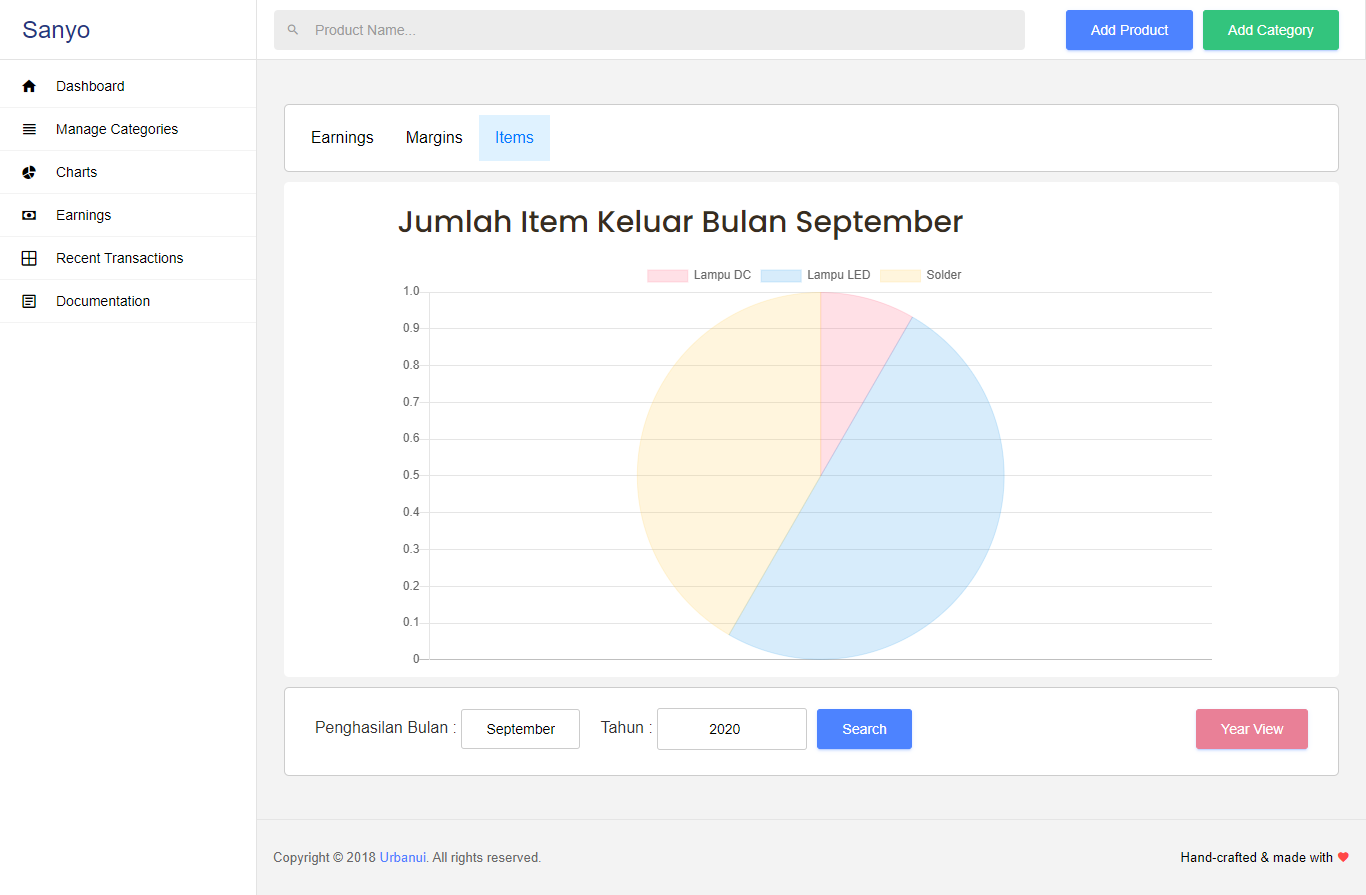 Sanyo
Product Name...
Add Product
Add Category
Dashboard
Manage Categories
Charts
Earnings
Recent Transactions
Documentation
Earnings Margins Items
Jumlah Item Keluar Bulan September
Lampu DC Lampu LED Solder
1.0
0.9
0.8
0.7
0.6
0.5
0.4
0.3
0.2
0.1
0
Penghasilan Bulan : September Tahun : 2020 Search Year View
Copyright © 2018 Urbanui. All rights reserved.
Hand-crafted & made with